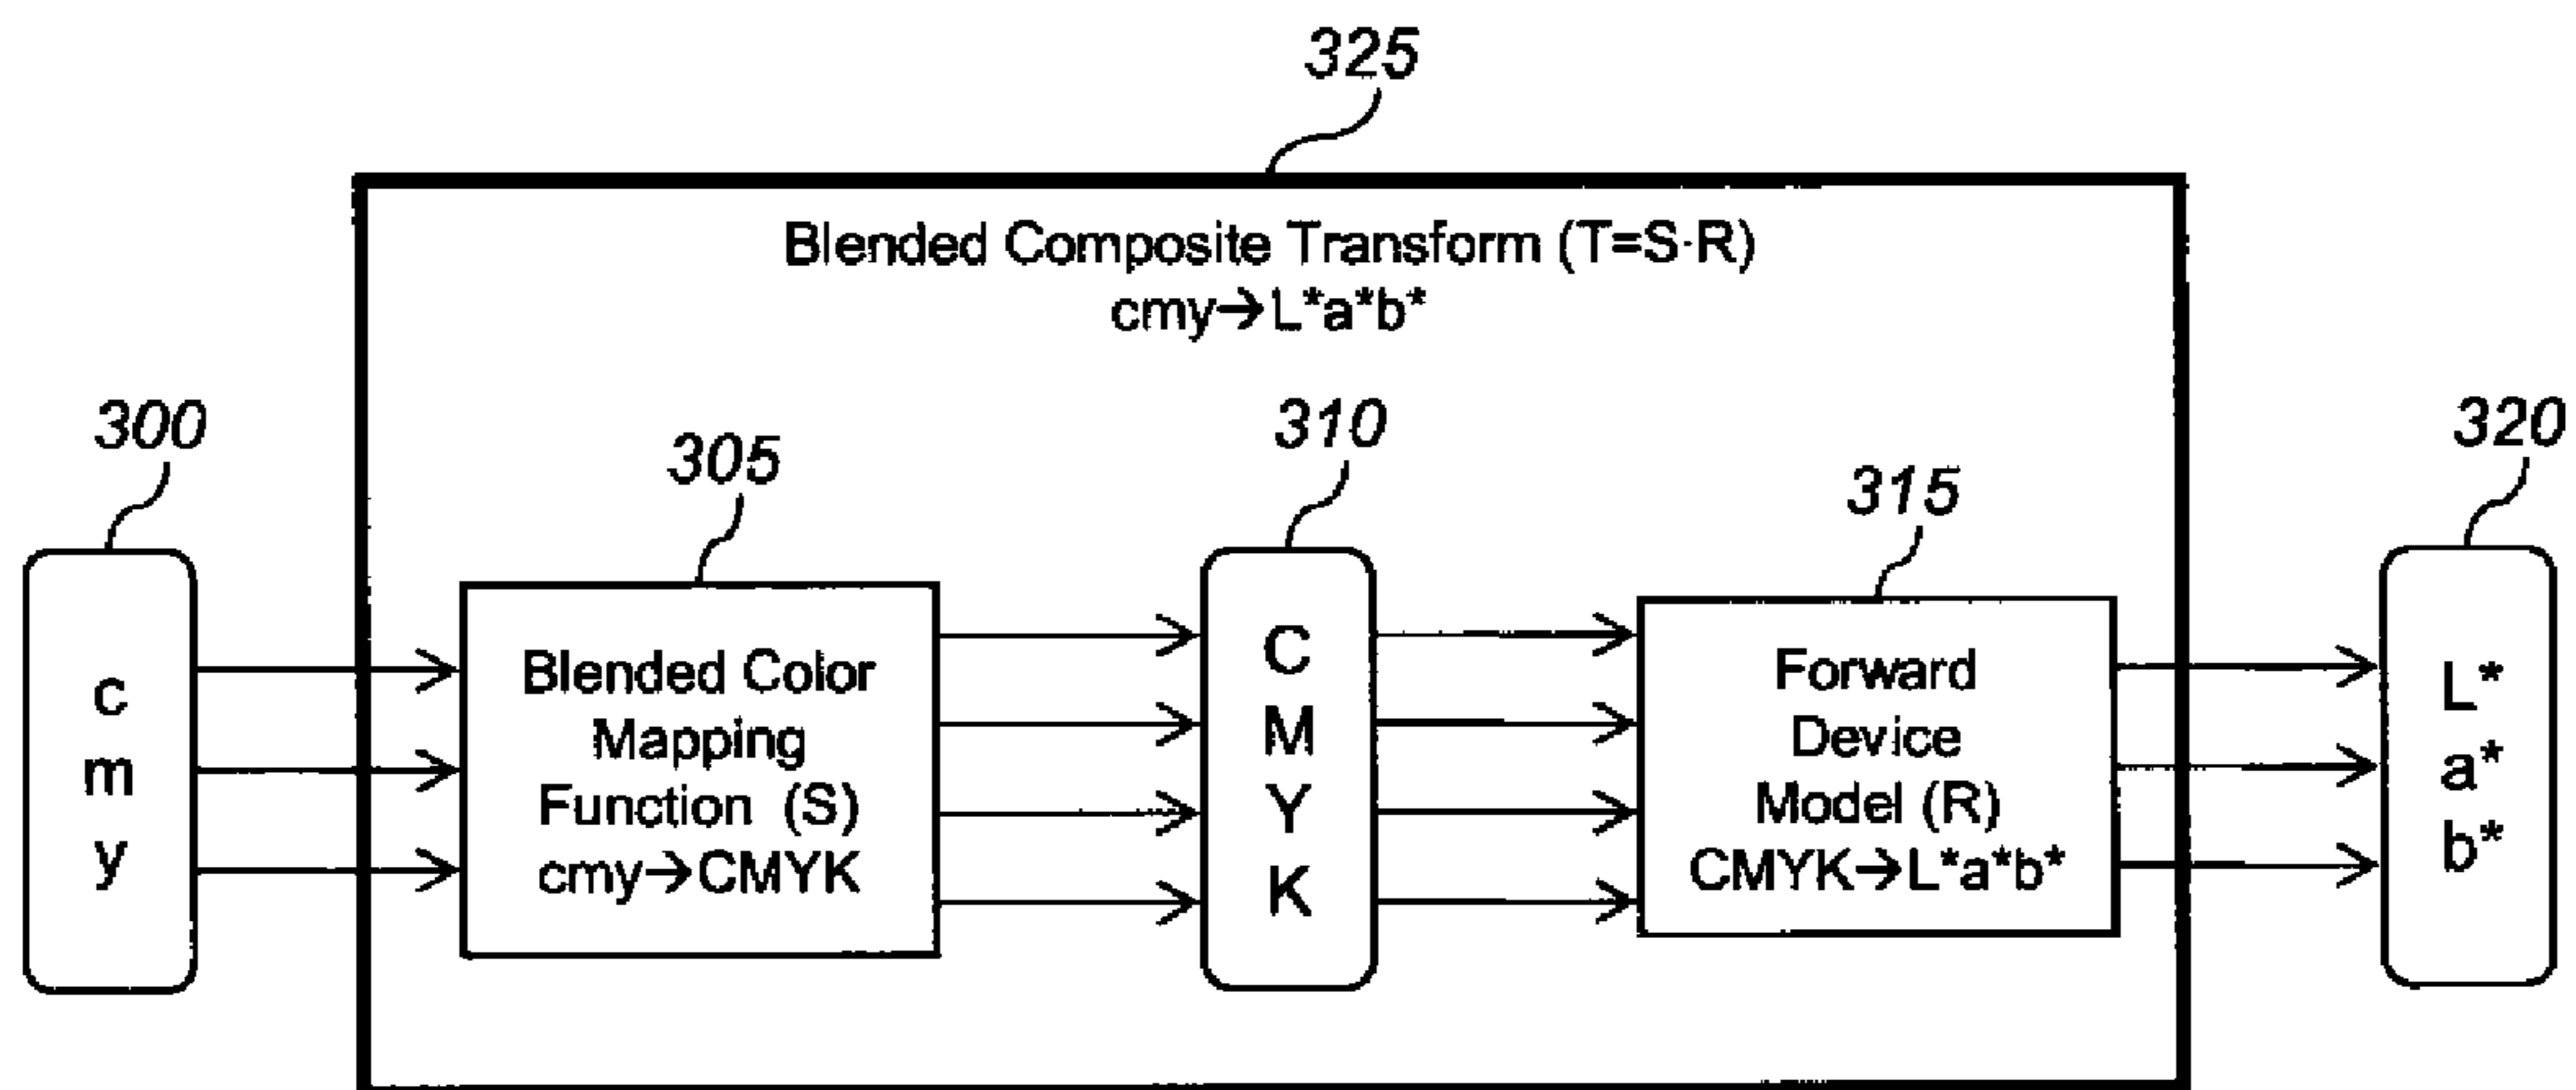 325
Blended Composite Transform (T=S·R)
cmy→L*a*b*
300
305
310
315
320
c
m
y
Blended Color
Mapping
Function (S)
cmy→CMYK
C
M
Y
K
Forward
Device
Model (R)
CMYK→L*a*b*
L*
a*
b*